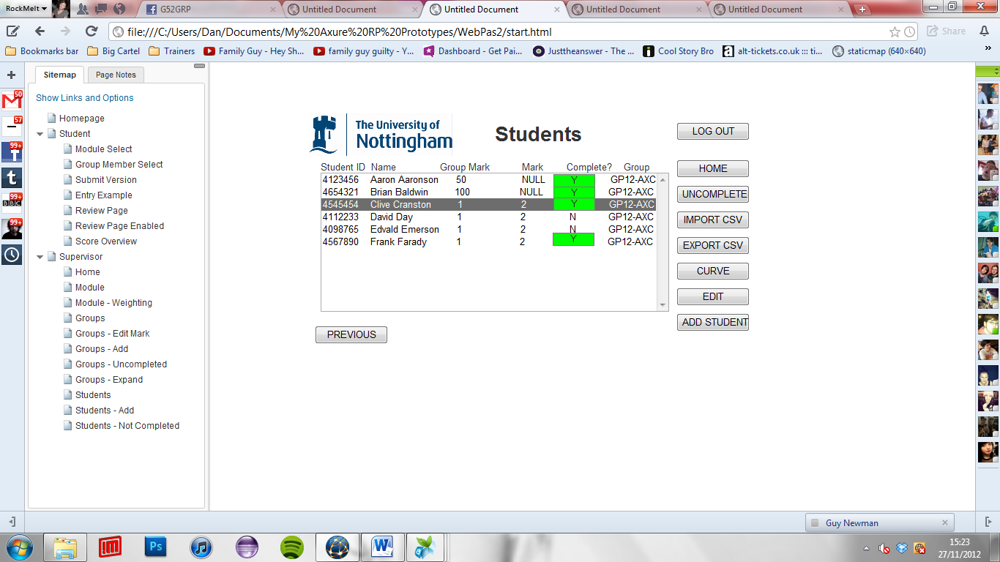 RockMelt
G52GRP
Untitled Document
Untitled Document
Untitled Document
Untitled Document
file:///C:/Users/Dan/Documents/My%20Axure%20RP%20Prototypes/WebPas2/start.html
Share
Bookmarks bar
Big Cartel
Trainers
Family Guy - Hey Sh...
family guy guilty - Y...
Dashboard - Get Pai...
Justtheanswer - The ...
Cool Story Bro
alt-tickets.co.uk ::: ti...
staticmap (640×640)
»
50
57
99+
BBC
99+
Sitemap
Page Notes
Show Links and Options
Homepage
Student
Module Select
Group Member Select
Submit Version
Entry Example
Review Page
Review Page Enabled
Score Overview
Supervisor
Home
Module
Module - Weighting
Groups
Groups - Edit Mark
Groups - Add
Groups - Uncompleted
Groups - Expand
Students
Students - Add
Students - Not Completed
The University of
Nottingham
Students
Student ID Name Group Mark Mark Complete? Group
4123456 Aaron Aaronson 50 NULL Y GP12-AXC
4654321 Brian Baldwin 100 NULL Y GP12-AXC
4545454 Clive Cranston 1 2 Y GP12-AXC
4112233 David Day 1 2 N GP12-AXC
4098765 Edvald Emerson 1 2 N GP12-AXC
4567890 Frank Farady 1 2 Y GP12-AXC
PREVIOUS
LOG OUT
HOME
UNCOMPLETE
IMPORT CSV
EXPORT CSV
CURVE
EDIT
ADD STUDENT
Guy Newman
Ps
W
15:23
27/11/2012